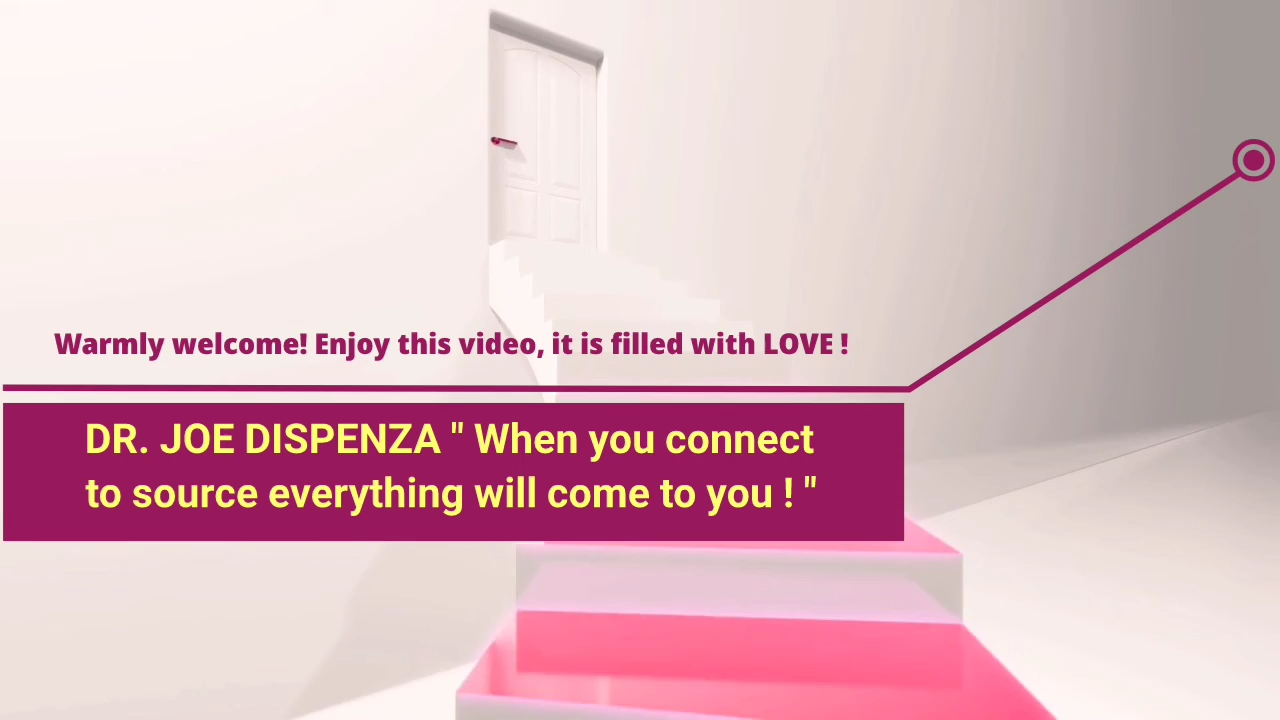 Warmly welcome! Enjoy this video, it is filled with LOVE !
DR. JOE DISPENZA " When you connect
to source everything will come to you ! "